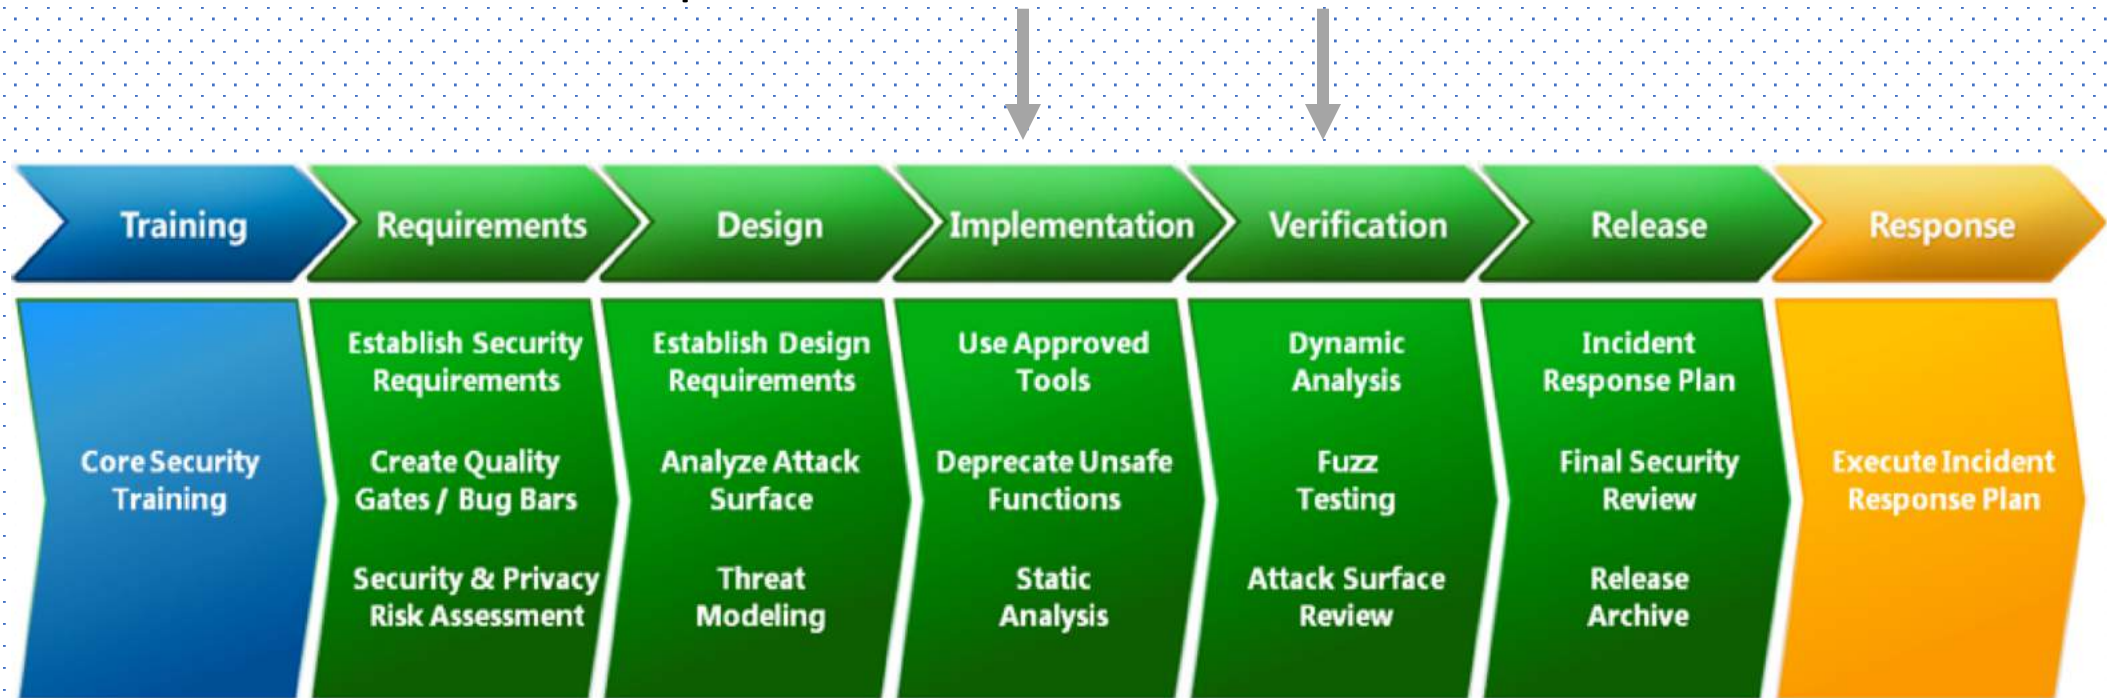 Training
Requirements
Design
Implementation
Verification
Release
Response
Core Security
Training
Establish Security
Requirements
Create Quality
Gates / Bug Bars
Security & Privacy
Risk Assessment
Establish Design
Requirements
Analyze Attack
Surface
Threat
Modeling
Use Approved
Tools
Deprecate Unsafe
Functions
Static
Analysis
Dynamic
Analysis
Fuzz
Testing
Attack Surface
Review
Incident
Response Plan
Final Security
Review
Release
Archive
Execute Incident
Response Plan